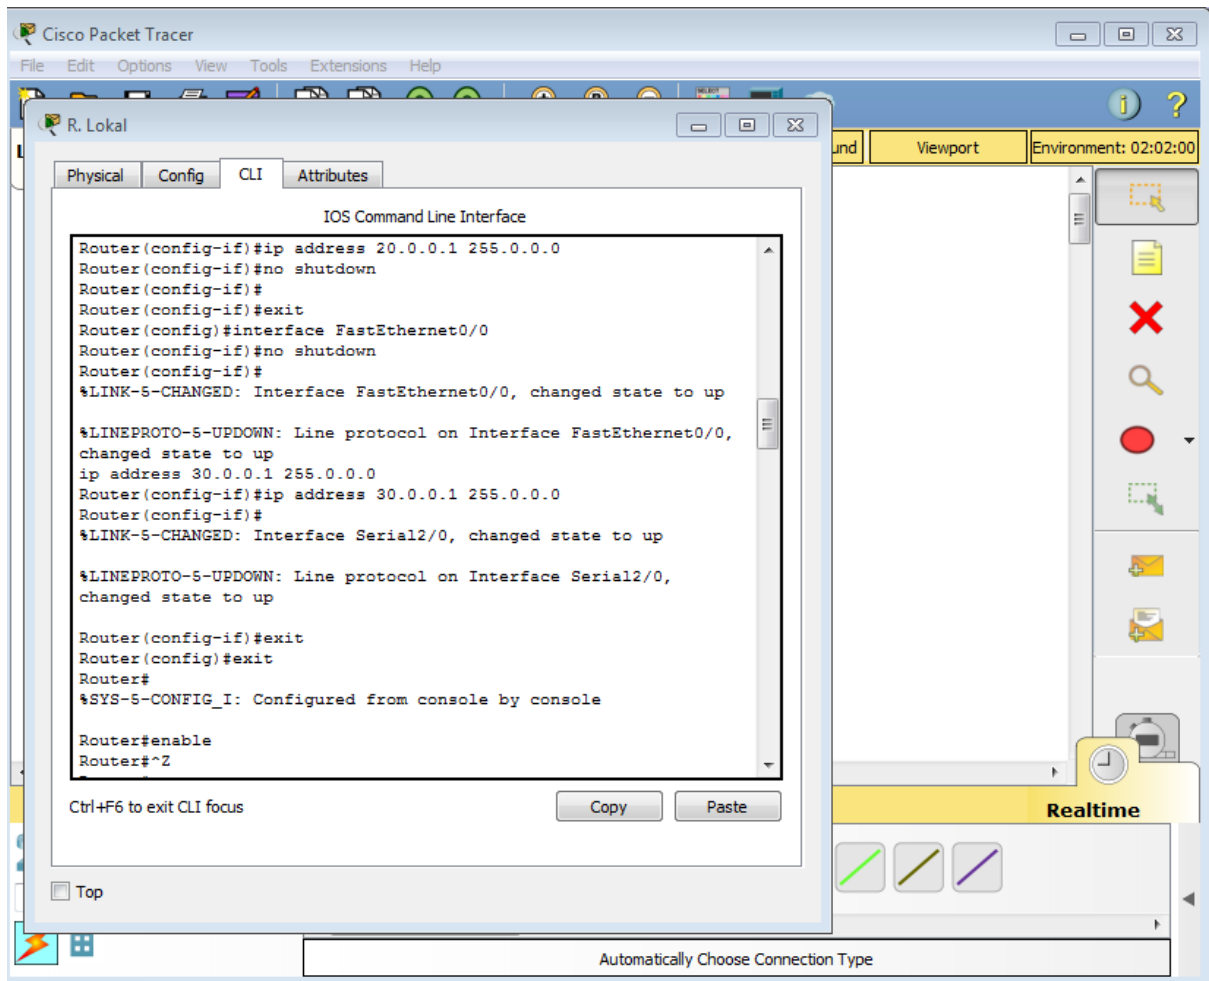 Cisco Packet Tracer
File Edit Options View Tools Extensions Help
R. Lokal
Viewport
Environment: 02:02:00
Physical Config CLI Attributes
IOS Command Line Interface
Router(config-if)#ip address 20.0.0.1 255.0.0.0
Router(config-if)#no shutdown
Router(config-if)#
Router(config-if)#exit
Router(config)#interface FastEthernet0/0
Router(config-if)#no shutdown
Router(config-if)#
%LINK-5-CHANGED: Interface FastEthernet0/0, changed state to up
%LINEPROTO-5-UPDOWN: Line protocol on Interface FastEthernet0/0,
changed state to up
ip address 30.0.0.1 255.0.0.0
Router(config-if)#ip address 30.0.0.1 255.0.0.0
Router(config-if)#
%LINK-5-CHANGED: Interface Serial2/0, changed state to up
%LINEPROTO-5-UPDOWN: Line protocol on Interface Serial2/0,
changed state to up
Router(config-if)#exit
Router(config)#exit
Router#
%SYS-5-CONFIG_I: Configured from console by console
Router#enable
Router#^Z
Ctrl+F6 to exit CLI focus
Copy
Paste
Realtime
Top
Automatically Choose Connection Type